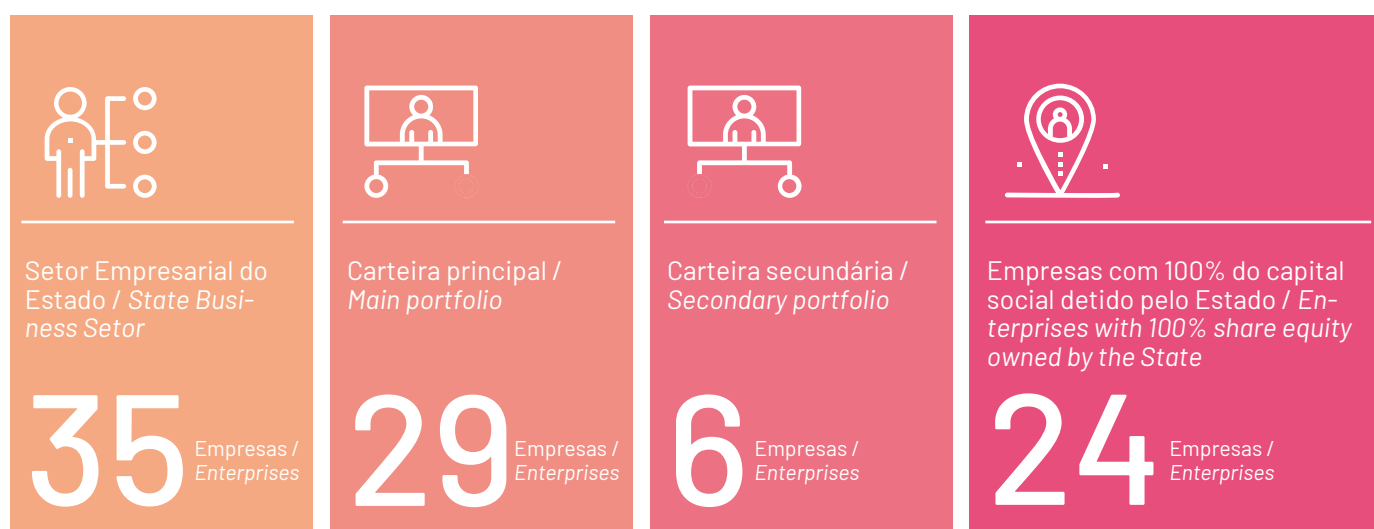 Setor Empresarial do
Estado / State Busi-
ness Setor
35
Empresas /
Enterprises
Carteira principal /
Main portfolio
29
Empresas /
Enterprises
Carteira secundária /
Secondary portfolio
6
Empresas /
Enterprises
Empresas com 100% do capital
social detido pelo Estado / En-
terprises with 100% share equity
owned by the State
24
Empresas /
Enterprises